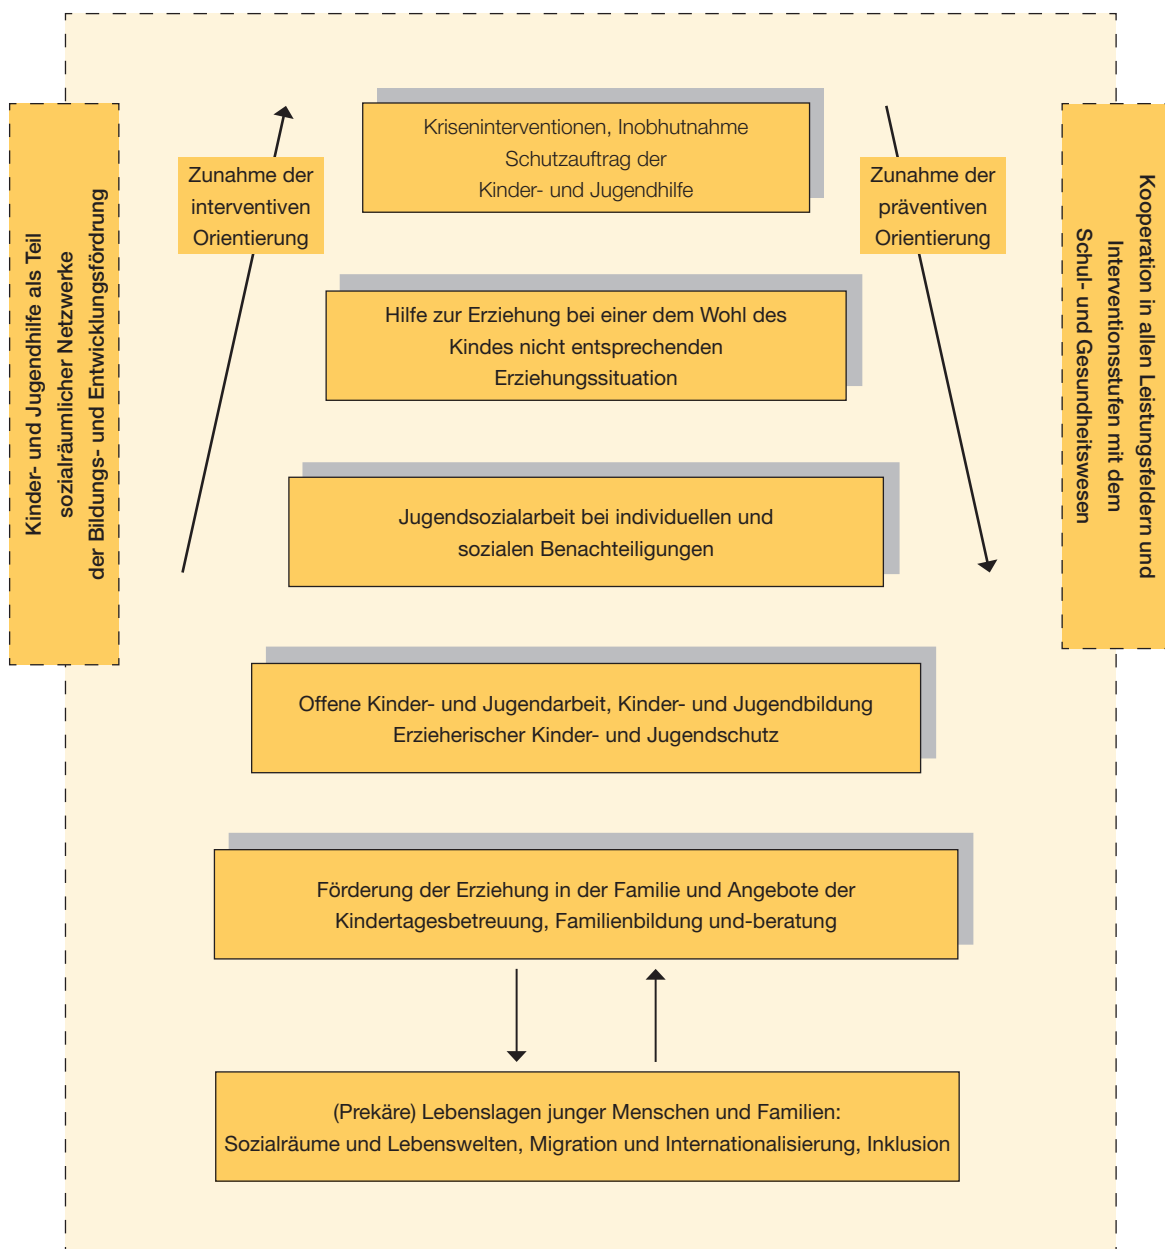 Kriseninterventionen, Inobhutnahme
Schutzauftrag der
Kinder- und Jugendhilfe
Zunahme der
interventiven
Orientierung
Zunahme der
präventiven
Orientierung
Kinder- und Jugendhilfe als Teil
sozialräumlicher Netzwerke
der Bildungs- und Entwicklungsfördrung
Kooperation in allen Leistungsfeldern und
Interventionsstufen mit dem
Schul- und Gesundheitswesen
Hilfe zur Erziehung bei einer dem Wohl des
Kindes nicht entsprechenden
Erziehungssituation
Jugendsozialarbeit bei individuellen und
sozialen Benachteiligungen
Offene Kinder- und Jugendarbeit, Kinder- und Jugendbildung
Erzieherischer Kinder- und Jugendschutz
Förderung der Erziehung in der Familie und Angebote der
Kindertagesbetreuung, Familienbildung und-beratung
(Prekäre) Lebenslagen junger Menschen und Familien:
Sozialräume und Lebenswelten, Migration und Internationalisierung, Inklusion